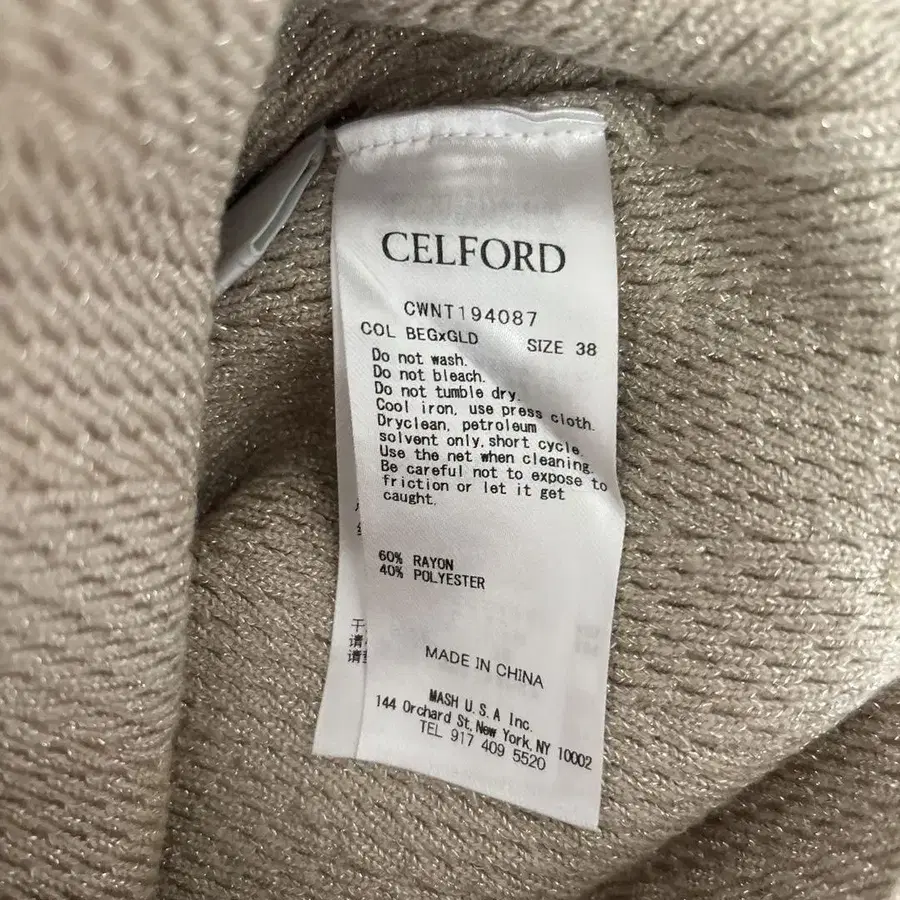 CELFORD
CWNT194087
COL BEGxGLD SIZE 38
Do not wash.
Do not bleach.
Do not tumble dry.
Cool iron, use press cloth.
Dryclean, petroleum
solvent only, short cycle.
Use the net when cleaning.
Be careful not to expose to
friction or let it get
caught.
60% RAYON
40% POLYESTER
MADE IN CHINA
MASH U.S.A Inc.
144 Orchard St, New York, NY 10002
TEL 917 409 5520
干
请
请